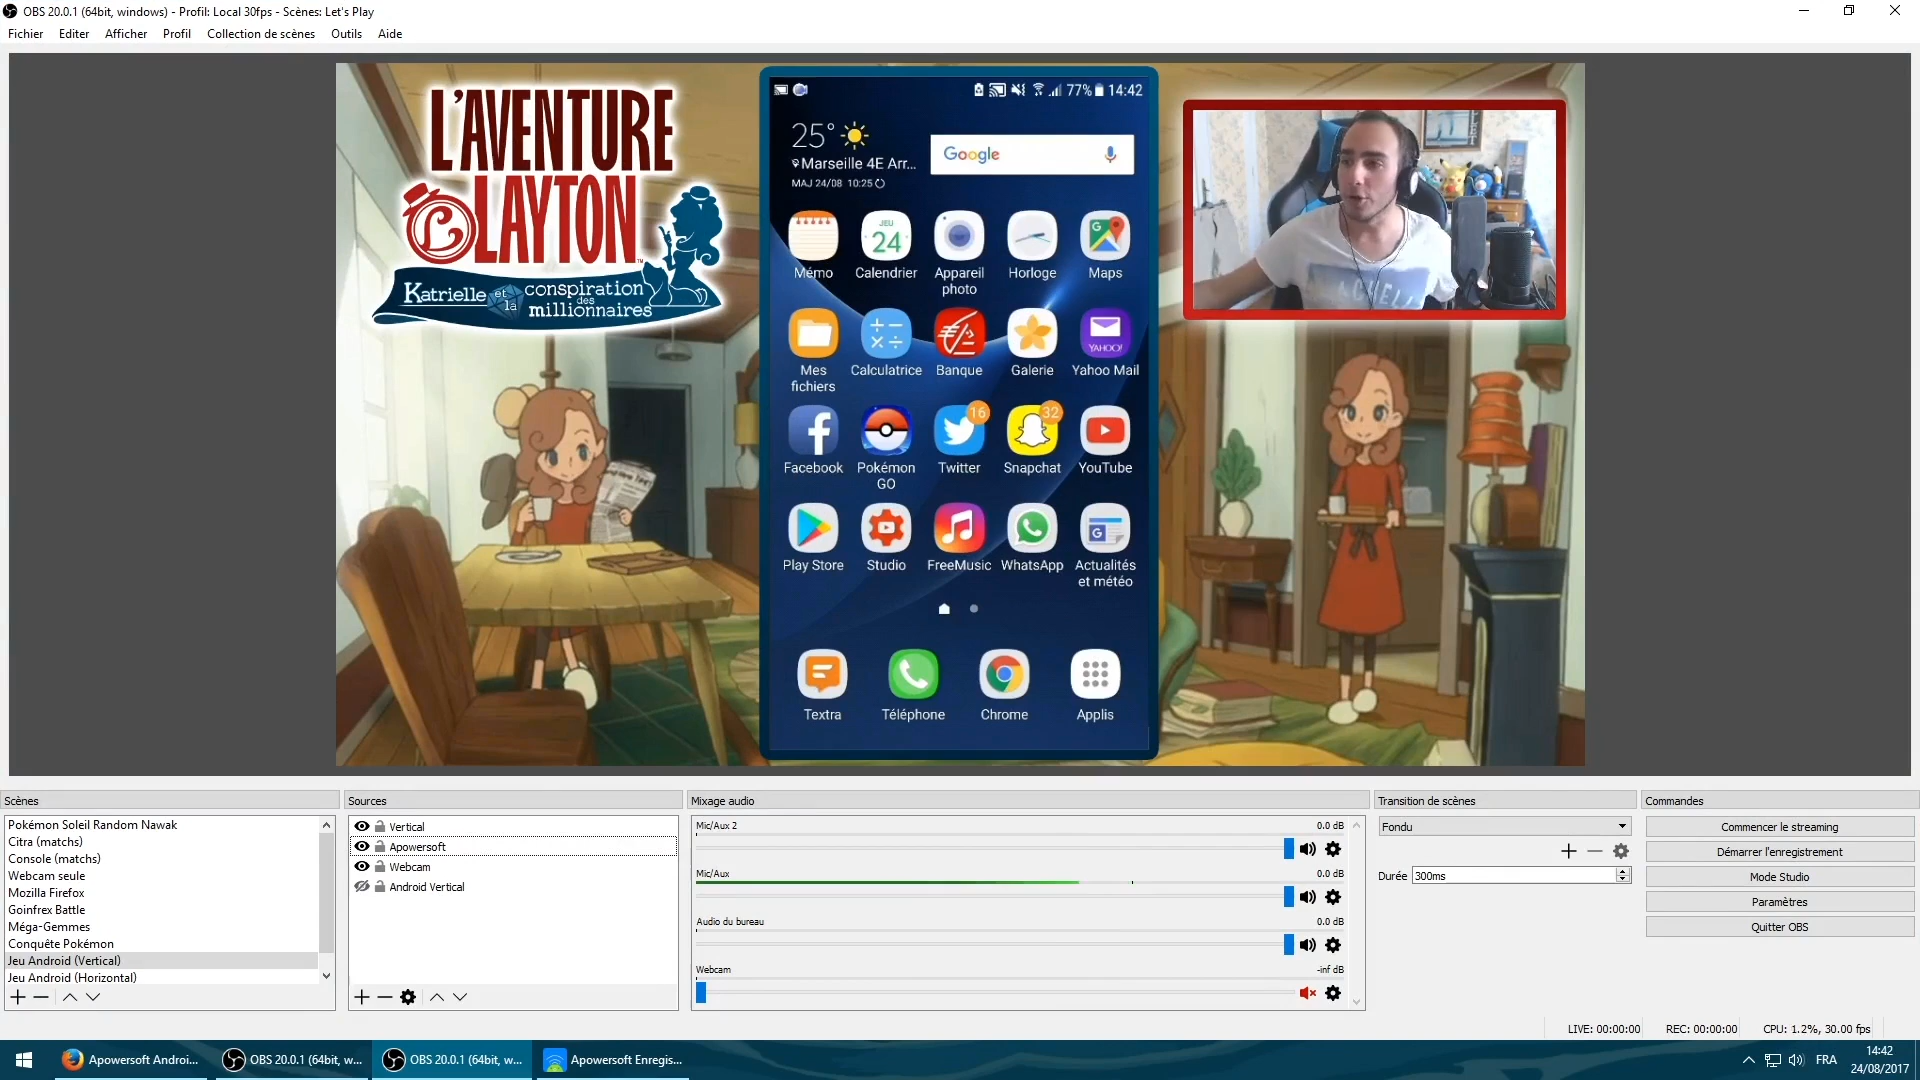 OBS 20.0.1 (64bit, windows) - Profil: Local 30fps - Scènes: Let's Play
Fichier Editer Afficher Profil Collection de scènes Outils Aide
L'AVENTURE
LAYTON
TM
Katrielle et la conspiration des millionnaires
77% 14:42
25°
Marseille 4E Arr...
MAJ 24/08 10:25
Google
JEU
24
Mémo Calendrier Appareil photo Horloge Maps
YAHOO!
Mes fichiers Calculatrice Banque Galerie Yahoo Mail
16 32
Facebook Pokémon GO Twitter Snapchat YouTube
Play Store Studio FreeMusic WhatsApp Actualités et météo
Textra Téléphone Chrome Applis
Scènes
Pokémon Soleil Random Nawak
Citra (matchs)
Console (matchs)
Webcam seule
Mozilla Firefox
Goinfrex Battle
Méga-Gemmes
Conquête Pokémon
Jeu Android (Vertical)
Jeu Android (Horizontal)
Sources
Vertical
Apowersoft
Webcam
Android Vertical
Mixage audio
Mic/Aux 2 0.0 dB
Mic/Aux 0.0 dB
Audio du bureau 0.0 dB
Webcam -inf dB
Transition de scènes
Fondu
Durée 300ms
Commandes
Commencer le streaming
Démarrer l'enregistrement
Mode Studio
Paramètres
Quitter OBS
LIVE: 00:00:00 REC: 00:00:00 CPU: 1.2%, 30.00 fps
Apowersoft Androi... OBS 20.0.1 (64bit, w... OBS 20.0.1 (64bit, w... Apowersoft Enregis... FRA 14:42
24/08/2017